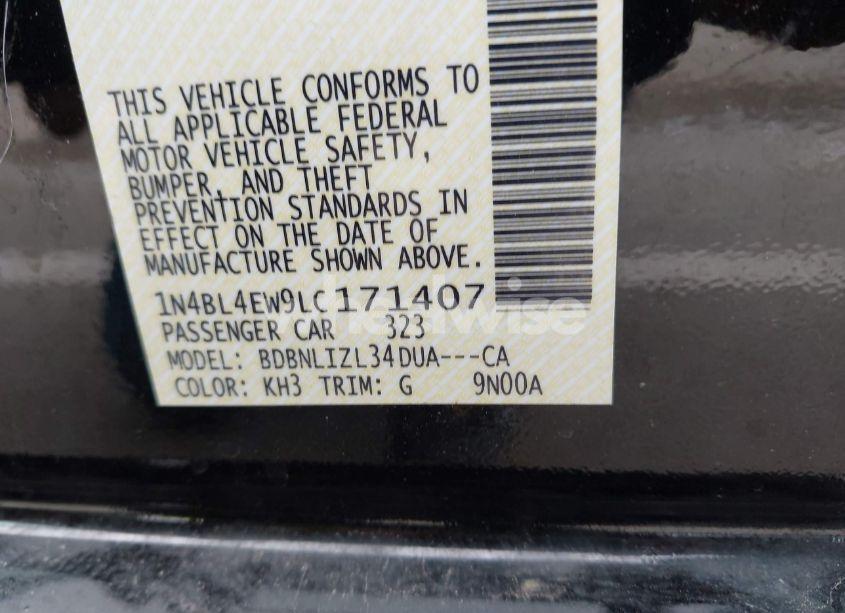 THIS VEHICLE CONFORMS TO
ALL APPLICABLE FEDERAL
MOTOR VEHICLE SAFETY,
BUMPER, AND THEFT
PREVENTION STANDARDS IN
EFFECT ON THE DATE OF
MANUFACTURE SHOWN ABOVE.
1N4BL4EW9LC171407
PASSENGER CAR 323
MODEL: BDBNLIZL34DUA---CA
COLOR: KH3 TRIM: G 9N00A